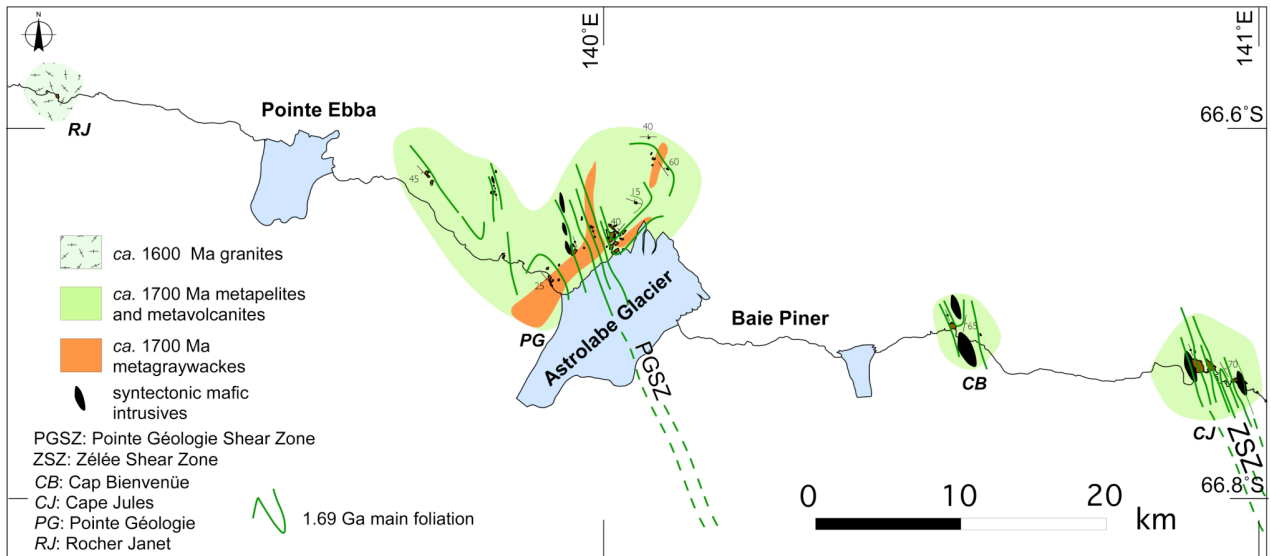 N
140°E
141°E
66.6°S
RJ
Pointe Ebba
40
60
45
15
40
ca. 1600 Ma granites
ca. 1700 Ma metapelites
and metavolcanites
25
Astrolabe Glacier
PG
Baie Piner
65
ca. 1700 Ma
metagraywackes
PGSZ
CB
70
syntectonic mafic
intrusives
CJ
ZSZ
PGSZ: Pointe Géologie Shear Zone
ZSZ: Zélée Shear Zone
CB: Cap Bienvenüe
CJ: Cape Jules
PG: Pointe Géologie
RJ: Rocher Janet
1.69 Ga main foliation
0
10
20
km
66.8°S